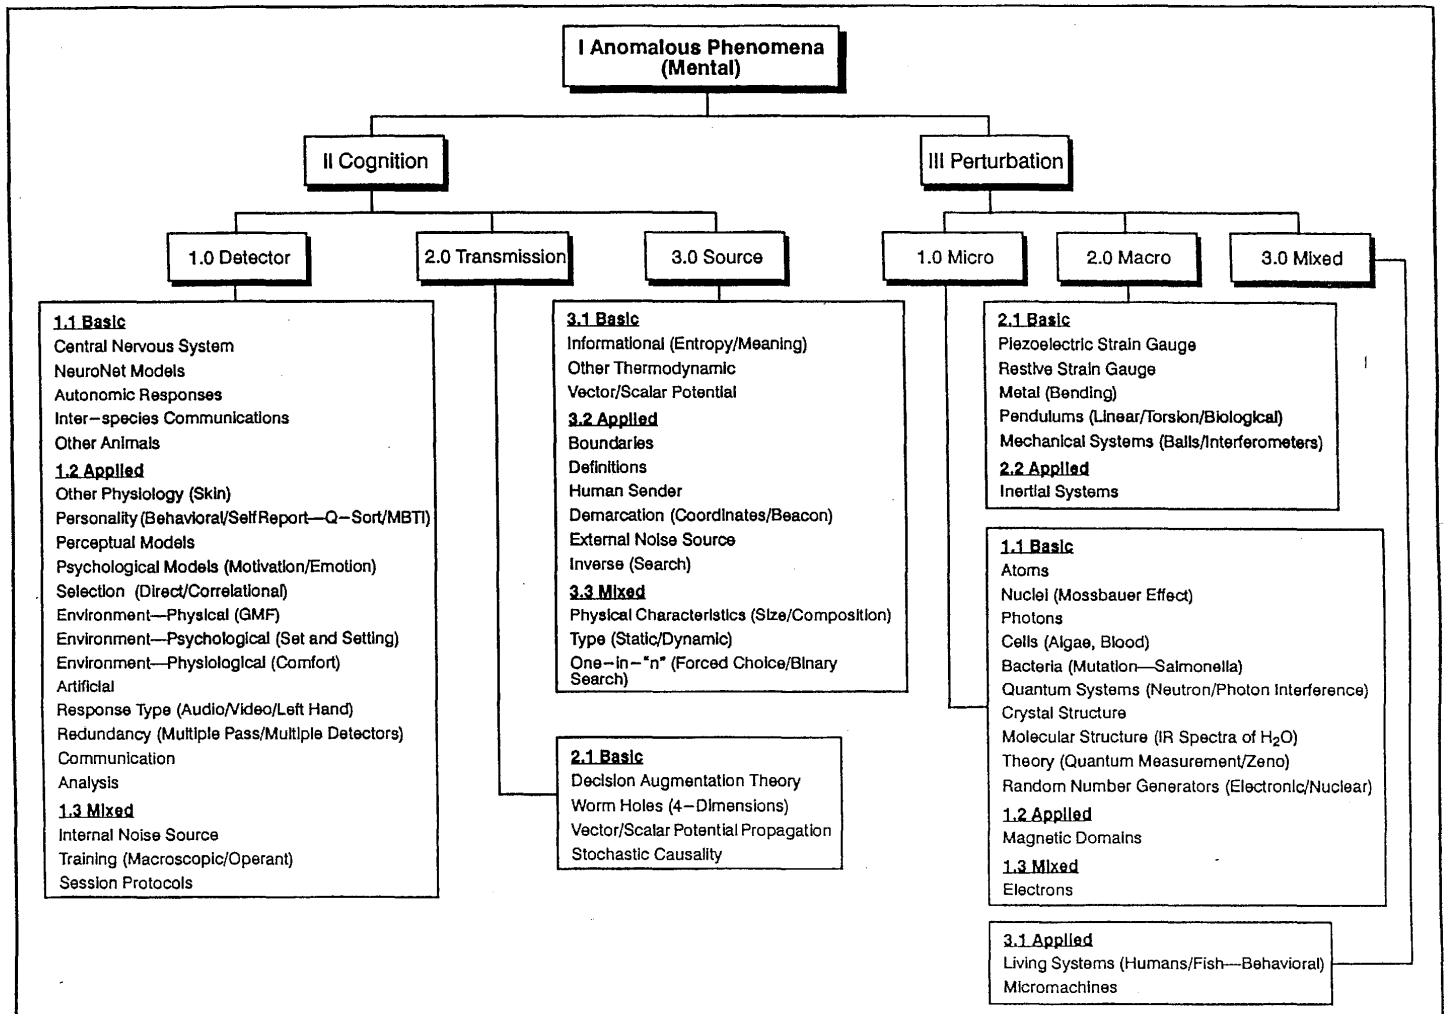 I Anomalous Phenomena
(Mental)
II Cognition
III Perturbation
1.0 Detector
2.0 Transmission
3.0 Source
1.0 Micro
2.0 Macro
3.0 Mixed
1.1 Basic
Central Nervous System
NeuroNet Models
Autonomic Responses
Inter-species Communications
Other Animals
1.2 Applied
Other Physiology (Skin)
Personality (Behavioral/Self Report—Q-Sort/MBTI)
Perceptual Models
Psychological Models (Motivation/Emotion)
Selection (Direct/Correlational)
Environment—Physical (GMF)
Environment—Psychological (Set and Setting)
Environment—Physiological (Comfort)
Artificial
Response Type (Audio/Video/Left Hand)
Redundancy (Multiple Pass/Multiple Detectors)
Communication
Analysis
1.3 Mixed
Internal Noise Source
Training (Macroscopic/Operant)
Session Protocols
3.1 Basic
Informational (Entropy/Meaning)
Other Thermodynamic
Vector/Scalar Potential
3.2 Applied
Boundaries
Definitions
Human Sender
Demarcation (Coordinates/Beacon)
External Noise Source
Inverse (Search)
3.3 Mixed
Physical Characteristics (Size/Composition)
Type (Static/Dynamic)
One-in-"n" (Forced Choice/Binary
Search)
2.1 Basic
Decision Augmentation Theory
Worm Holes (4-Dimensions)
Vector/Scalar Potential Propagation
Stochastic Causality
2.1 Basic
Piezoelectric Strain Gauge
Restive Strain Gauge
Metal (Bending)
Pendulums (Linear/Torsion/Biological)
Mechanical Systems (Balls/Interferometers)
2.2 Applied
Inertial Systems
1.1 Basic
Atoms
Nuclei (Mossbauer Effect)
Photons
Cells (Algae, Blood)
Bacteria (Mutation—Salmonella)
Quantum Systems (Neutron/Photon Interference)
Crystal Structure
Molecular Structure (IR Spectra of H₂O)
Theory (Quantum Measurement/Zeno)
Random Number Generators (Electronic/Nuclear)
1.2 Applied
Magnetic Domains
1.3 Mixed
Electrons
3.1 Applied
Living Systems (Humans/Fish—Behavioral)
Micromachines